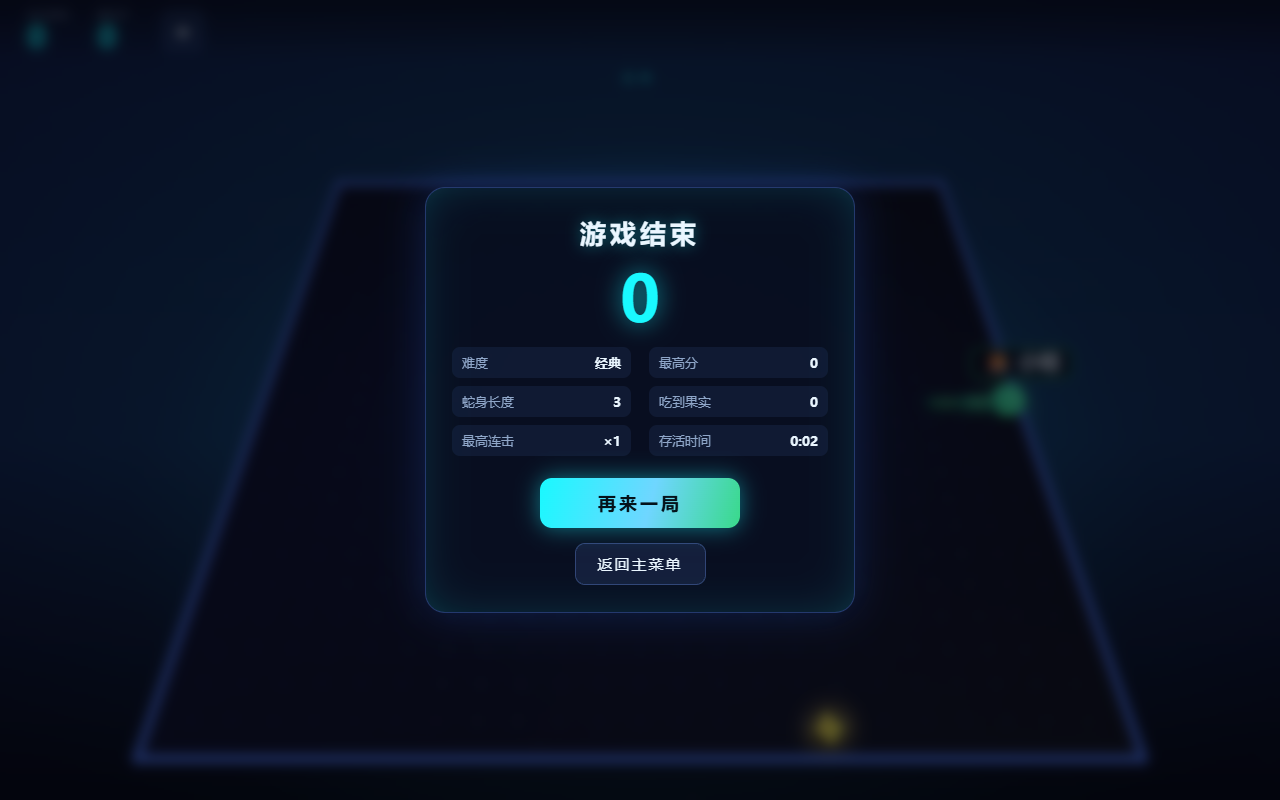 游戏结束
0
难度 经典
最高分 0
蛇身长度 3
吃到果实 0
最高连击 ×1
存活时间 0:02
再来一局
返回主菜单